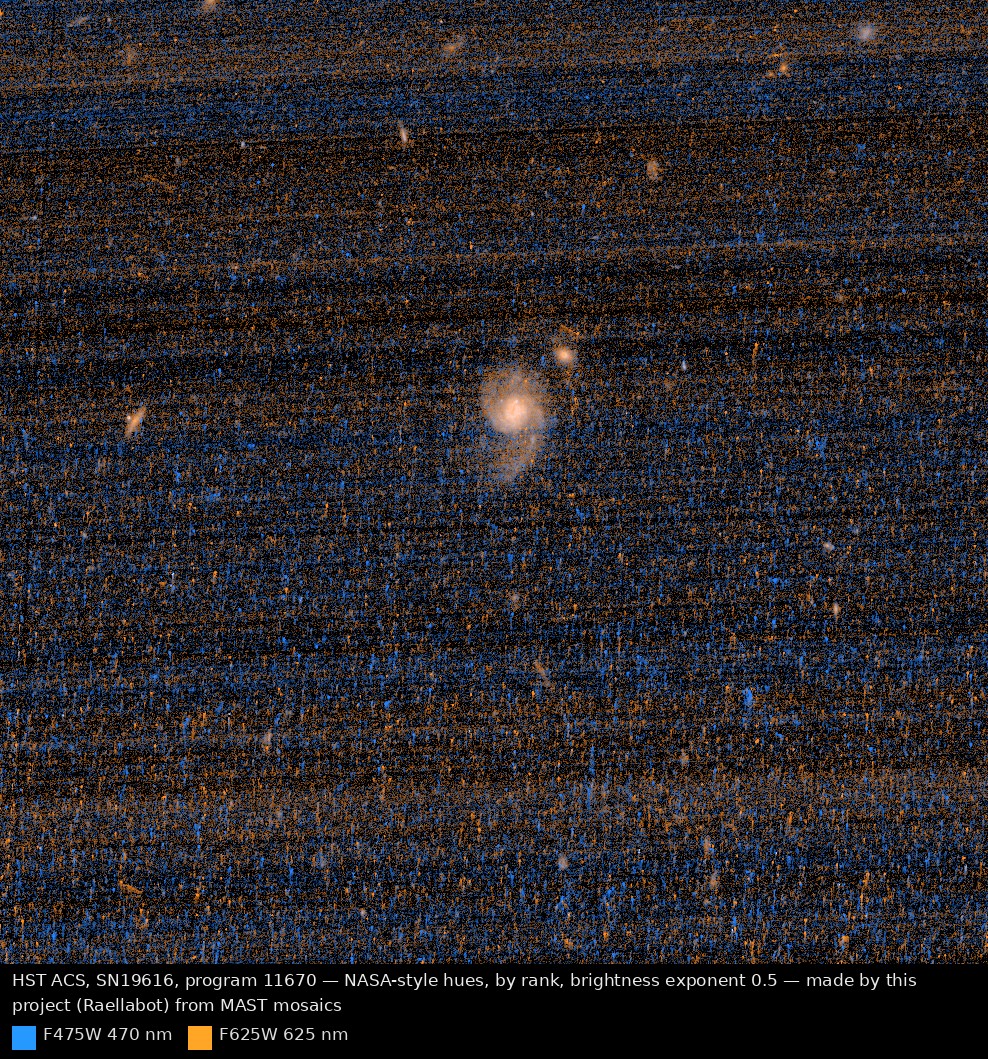 HST ACS, SN19616, program 11670 — NASA-style hues, by rank, brightness exponent 0.5 — made by this
project (Raellabot) from MAST mosaics
F475W 470 nm F625W 625 nm